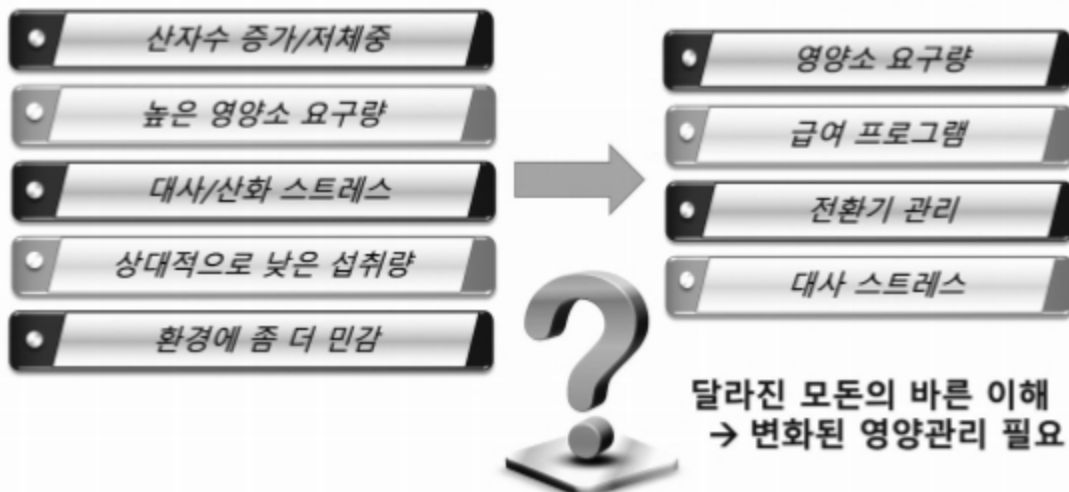 산자수 증가/저체중
높은 영양소 요구량
대사/산화 스트레스
상대적으로 낮은 섭취량
환경에 좀 더 민감
영양소 요구량
급여 프로그램
전환기 관리
대사 스트레스
?
달라진 모돈의 바른 이해
→ 변화된 영양관리 필요